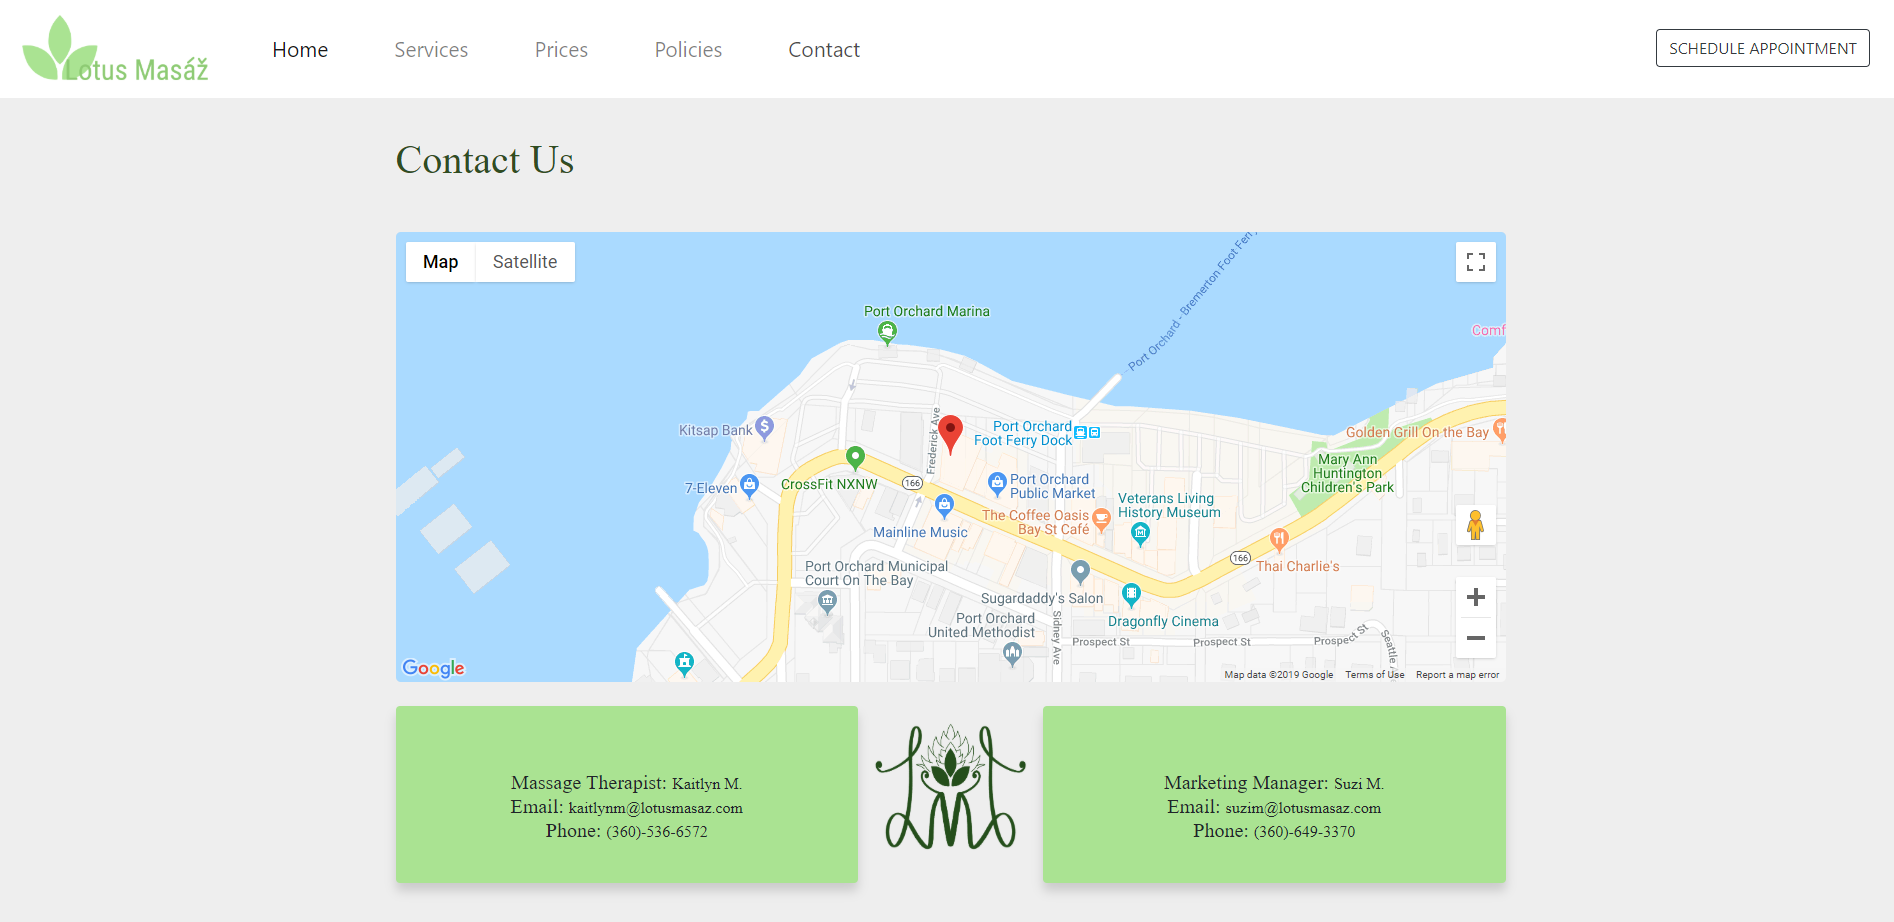 Lotus Masáž
Home
Services
Prices
Policies
Contact
SCHEDULE APPOINTMENT
Contact Us
Map
Satellite
Port Orchard Marina
Port Orchard - Bremerton Foot Ferry
Comf
Kitsap Bank
Frederick Ave
Port Orchard
Foot Ferry Dock
Golden Grill On the Bay
Mary Ann
Huntington
Children's Park
7-Eleven
CrossFit NXNW
166
Port Orchard
Public Market
Veterans Living
History Museum
The Coffee Oasis
Bay St Café
Mainline Music
166
Thai Charlie's
Port Orchard Municipal
Court On The Bay
Sugardaddy's Salon
Dragonfly Cinema
Port Orchard
United Methodist
Sidney Ave
Prospect St
Prospect St
Prospect St
Seattle
Google
Map data ©2019 Google
Terms of Use
Report a map error
Massage Therapist: Kaitlyn M.
Email: kaitlynm@lotusmasaz.com
Phone: (360)-536-6572
Marketing Manager: Suzi M.
Email: suzim@lotusmasaz.com
Phone: (360)-649-3370